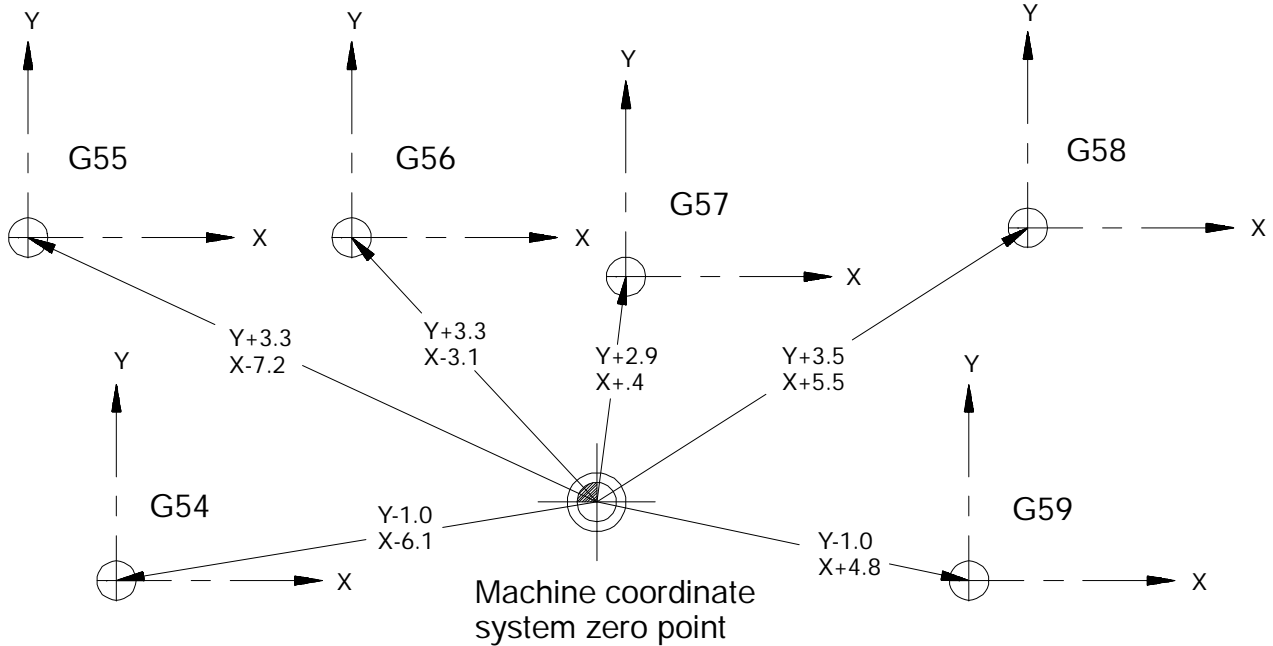 Y
Y
Y
Y
G55
G56
G57
G58
X
X
X
X
Y+3.3
X-7.2
Y+3.3
X-3.1
Y+2.9
X+.4
Y+3.5
X+5.5
Y
G54
X
Y-1.0
X-6.1
Y-1.0
X+4.8
Y
G59
X
Machine coordinate
system zero point